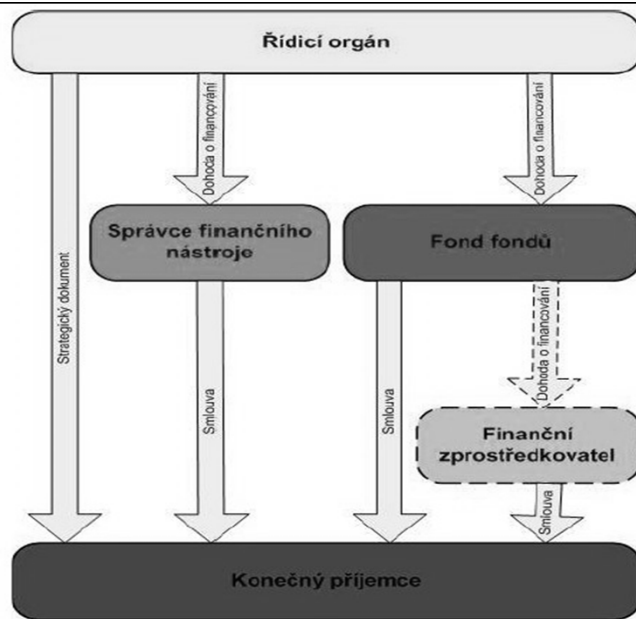 Řídicí orgán
Dohoda o financování
Dohoda o financování
Správce finančního
nástroje
Fond fondů
Strategický dokument
Dohoda o financování
Smlouva
Smlouva
Finanční
zprostředkovatel
Smlouva
Konečný příjemce